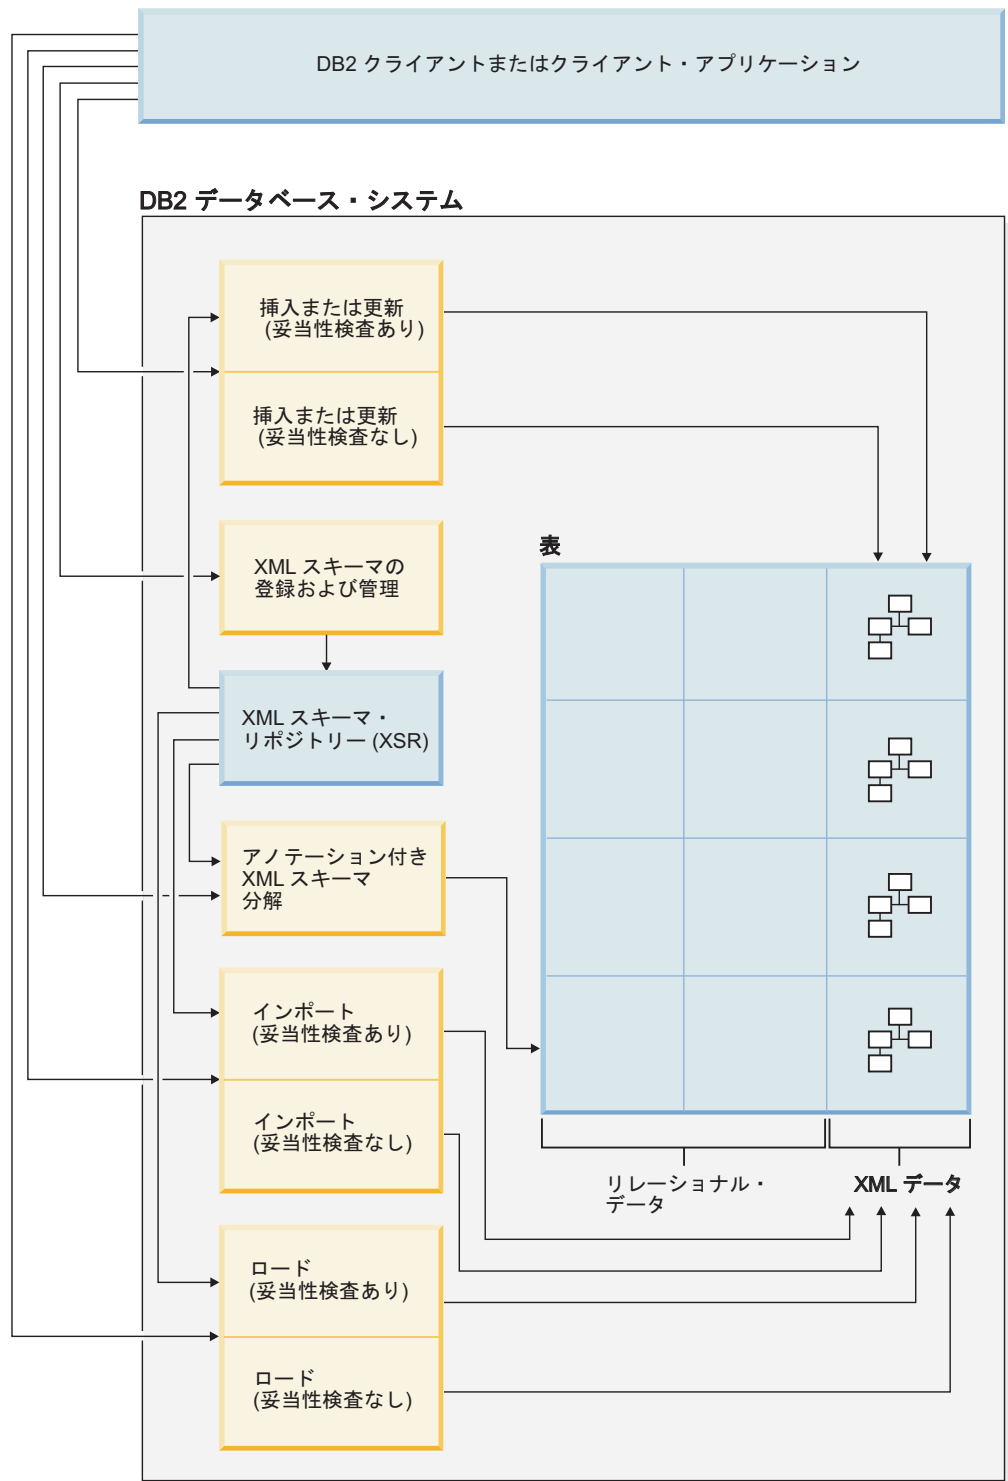 DB2 クライアントまたはクライアント・アプリケーション
DB2 データベース・システム
挿入または更新
(妥当性検査あり)
挿入または更新
(妥当性検査なし)
XML スキーマの
登録および管理
XML スキーマ・
リポジトリー (XSR)
アノテーション付き
XML スキーマ
分解
インポート
(妥当性検査あり)
インポート
(妥当性検査なし)
ロード
(妥当性検査あり)
ロード
(妥当性検査なし)
表
リレーショナル・
データ
XML データ